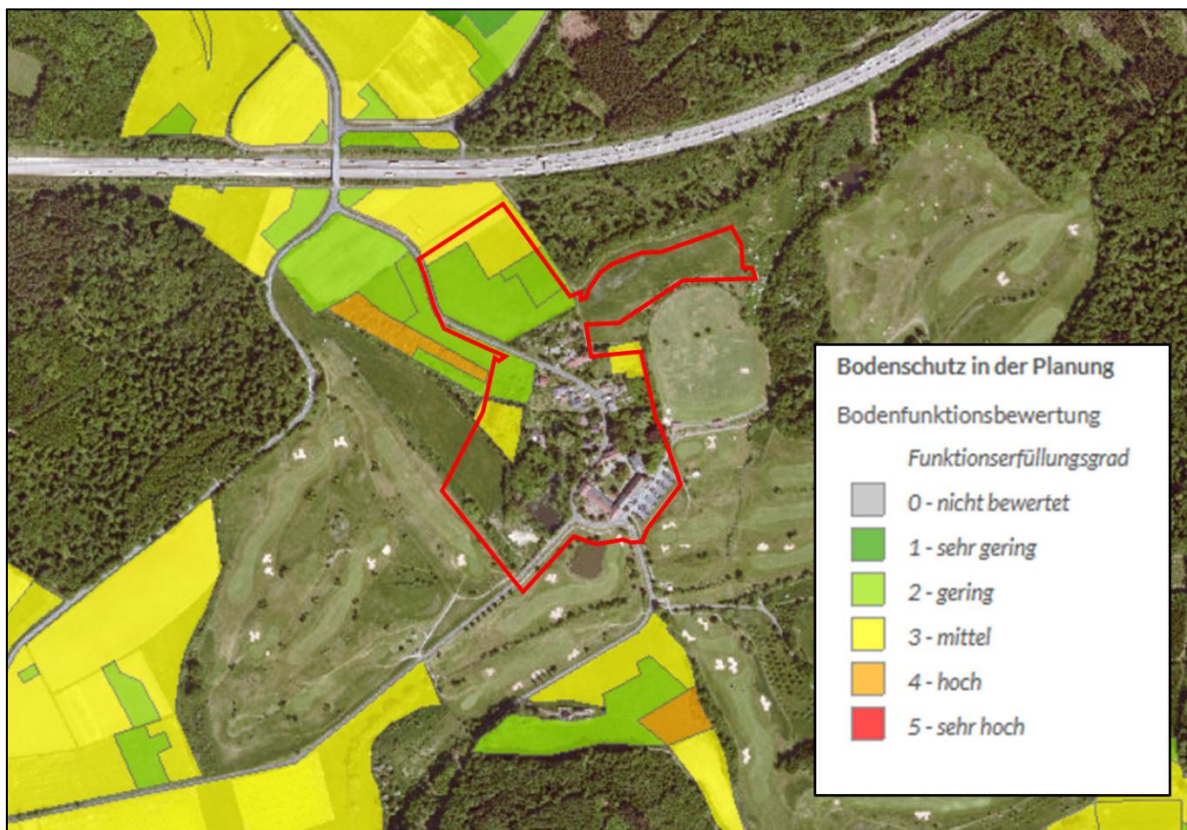 Bodenschutz in der Planung
Bodenfunktionsbewertung
Funktionserfüllungsgrad
0 - nicht bewertet
1 - sehr gering
2 - gering
3 - mittel
4 - hoch
5 - sehr hoch